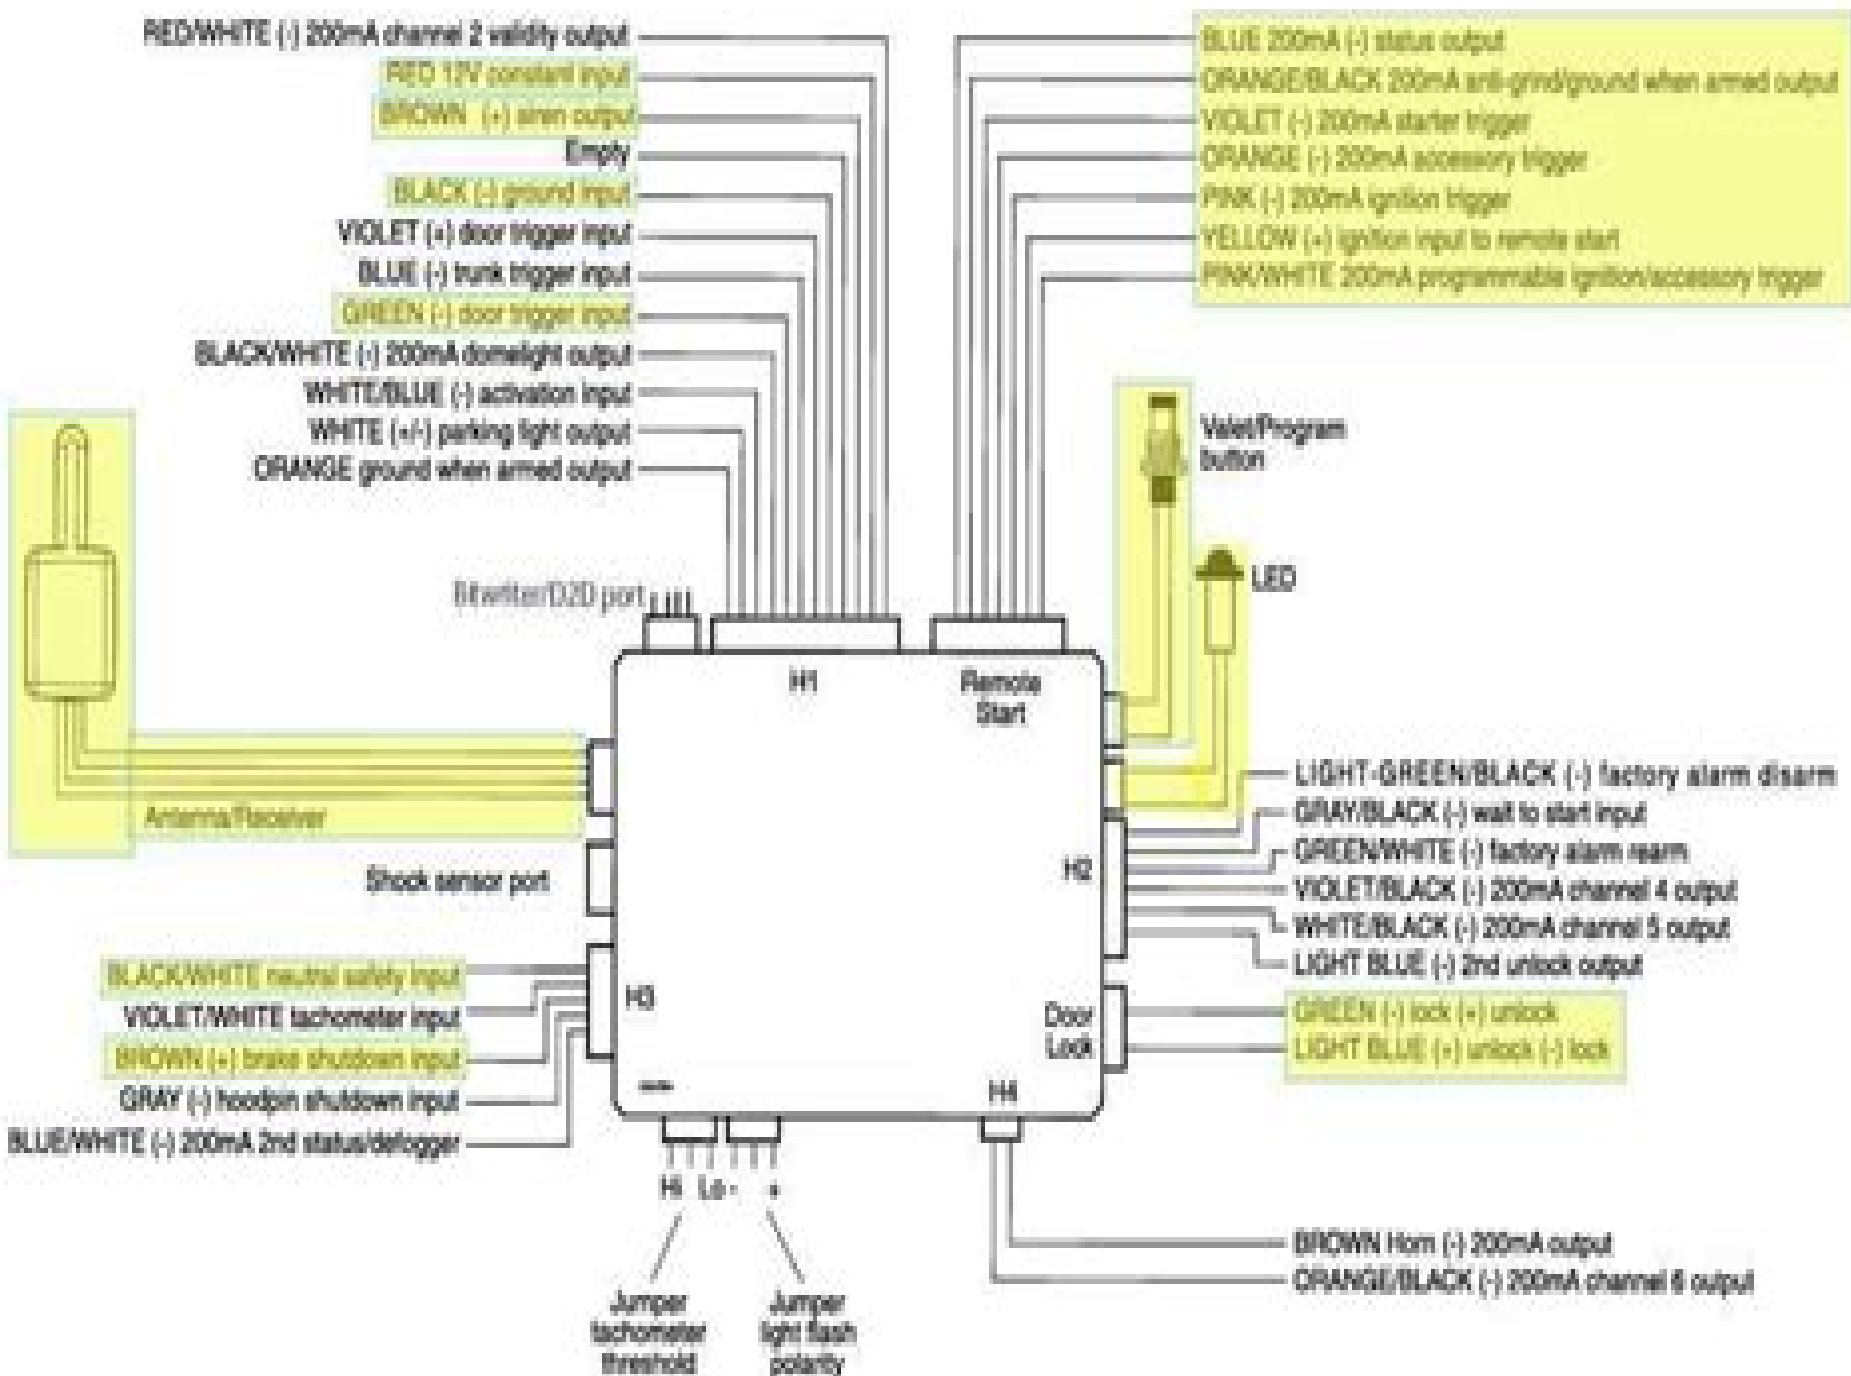 RED/WHITE (-) 200mA channel 2 validity output
RED 12V constant input
BROWN (+) siren output
Empty
BLACK (-) ground input
VIOLET (+) door trigger input
BLUE (-) trunk trigger input
GREEN (-) door trigger input
BLACK/WHITE (-) 200mA domelight output
WHITE/BLUE (-) activation input
WHITE (+/-) parking light output
ORANGE ground when armed output
BLUE 200mA (-) status output
ORANGE/BLACK 200mA anti-grind/ground when armed output
VIOLET (-) 200mA starter trigger
ORANGE (-) 200mA accessory trigger
PINK (-) 200mA ignition trigger
YELLOW (+) ignition input to remote start
PINK/WHITE 200mA programmable ignition/accessory trigger
Valet/Program
button
LED
Bitwriter/D2D port
H1
Remote
Start
Antenna/Receiver
Shock sensor port
LIGHT-GREEN/BLACK (-) factory alarm disarm
GRAY/BLACK (-) wait to start input
GREEN/WHITE (-) factory alarm rearm
VIOLET/BLACK (-) 200mA channel 4 output
WHITE/BLACK (-) 200mA channel 5 output
LIGHT BLUE (-) 2nd unlock output
H2
BLACK/WHITE neutral safety input
VIOLET/WHITE tachometer input
BROWN (+) brake shutdown input
GRAY (-) hoodpin shutdown input
BLUE/WHITE (-) 200mA 2nd status/defogger
H3
Door
Lock
GREEN (-) lock (+) unlock
LIGHT BLUE (+) unlock (-) lock
H4
Hi Lo - +
Jumper
tachometer
threshold
Jumper
light flash
polarity
BROWN Horn (-) 200mA output
ORANGE/BLACK (-) 200mA channel 6 output